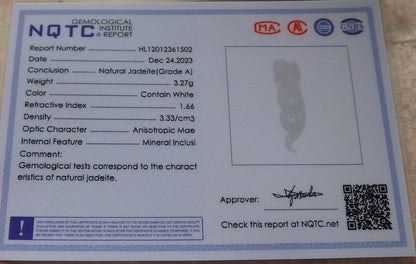 NQTC GEMOLOGICAL INSTITUTE REPORT
MA
GNBS
Report Number HL12012361502
Date Dec 24,2023
Conclusion Natural Jadeite(Grade A)
Weight 3.27g
Color Contain White
Refractive Index 1.66
Density 3.33/cm3
Optic Character Anisotropic Mae
Internal Feature Mineral Inclusi
Comment:
Gemological tests correspond to the charact
eristics of natural jadeite.
Approver:
Check this report at NQTC.net